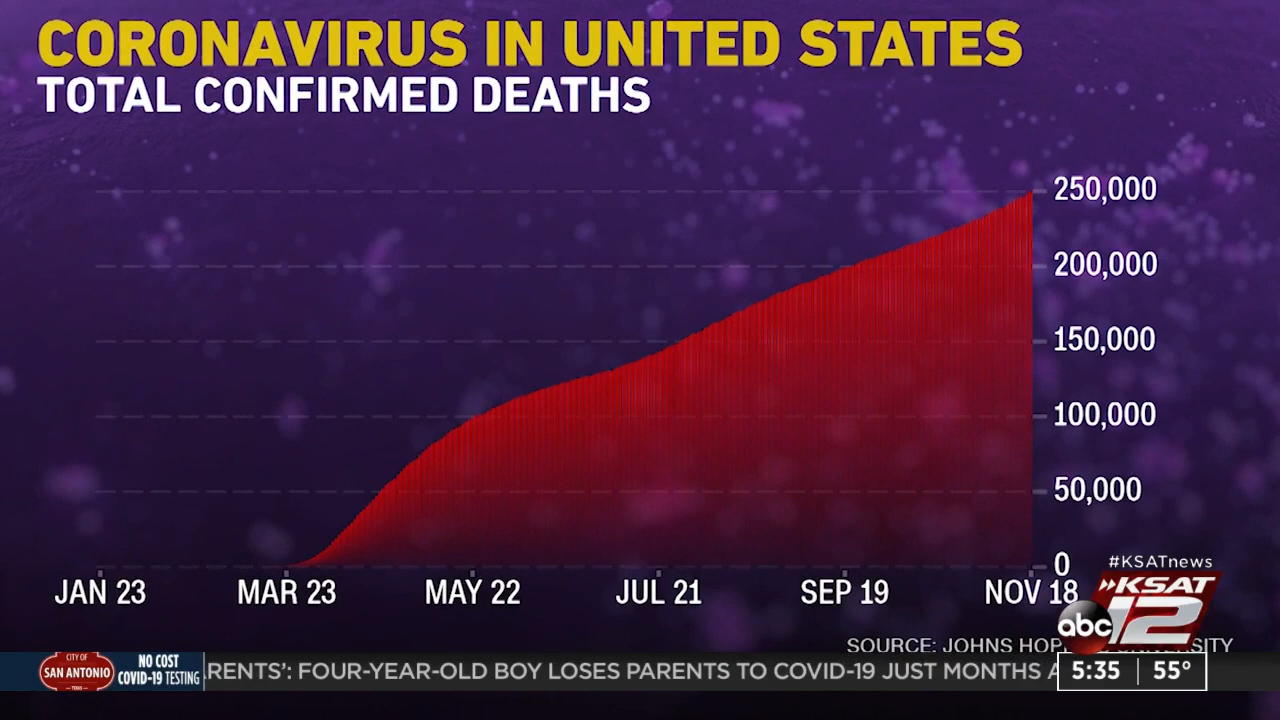 CORONAVIRUS IN UNITED STATES
TOTAL CONFIRMED DEATHS
250,000
200,000
150,000
100,000
50,000
0
JAN 23
MAR 23
MAY 22
JUL 21
SEP 19
NOV 18
#KSATnews
KSAT
abc 12
SOURCE: JOHNS
CITY OF
SAN ANTONIO
TEXAS
NO COST
COVID-19 TESTING
FOUR-YEAR-OLD BOY LOSES PARENTS TO COVID-19 JUST MONTHS
5:35
55°